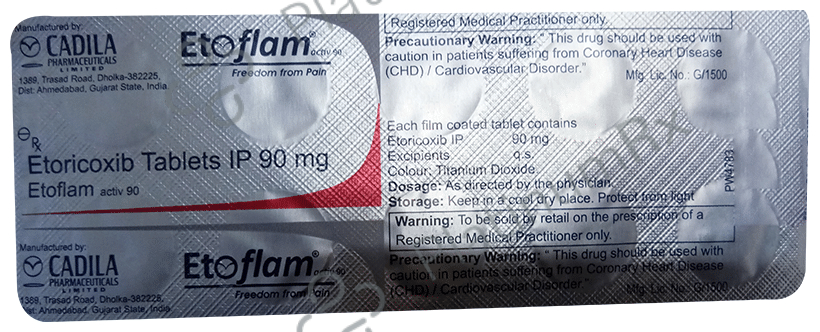 Manufactured by:
CADILA
PHARMACEUTICALS
LIMITED
1389, Trasad Road, Dholka-382225,
Dist: Ahmedabad, Gujarat State, India.
Etoflam® activ 90
Freedom from Pain
Rx
Etoricoxib Tablets IP 90 mg
Etoflam activ 90
Manufactured by:
CADILA
PHARMACEUTICALS
LIMITED
1389, Trasad Road, Dholka-382225,
Dist: Ahmedabad, Gujarat State, India.
Etoflam® activ 90
Freedom from Pain
Registered Medical Practitioner only.
Precautionary Warning: “ This drug should be used with
caution in patients suffering from Coronary Heart Disease
(CHD) / Cardiovascular Disorder.”
Mfg. Lic. No.: G/1500
Each film coated tablet contains
Etoricoxib IP 90 mg
Excipients q.s.
Colour: Titanium Dioxide.
Dosage: As directed by the physician.
Storage: Keep in a cool dry place. Protect from light
Warning: To be sold by retail on the prescription of a
Registered Medical Practitioner only.
Precautionary Warning: “ This drug should be used with
caution in patients suffering from Coronary Heart Disease
(CHD) / Cardiovascular Disorder.”
Mfg. Lic. No.: G/1500